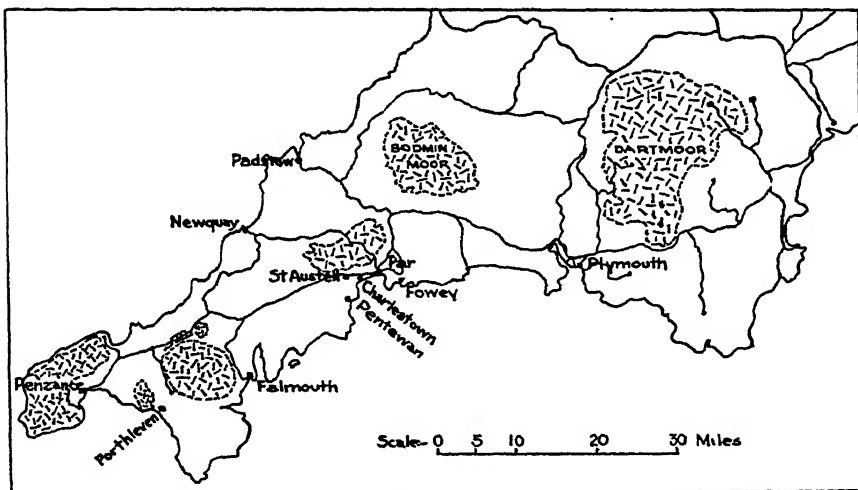 BODMIN
MOOR
DARTMOOR
Padstow
Newquay
Par
St Austell
Plymouth
Fowey
Charlestown
Pentewan
Penzance
Falmouth
Porthleven
Scale:- 0 5 10 20 30 Miles